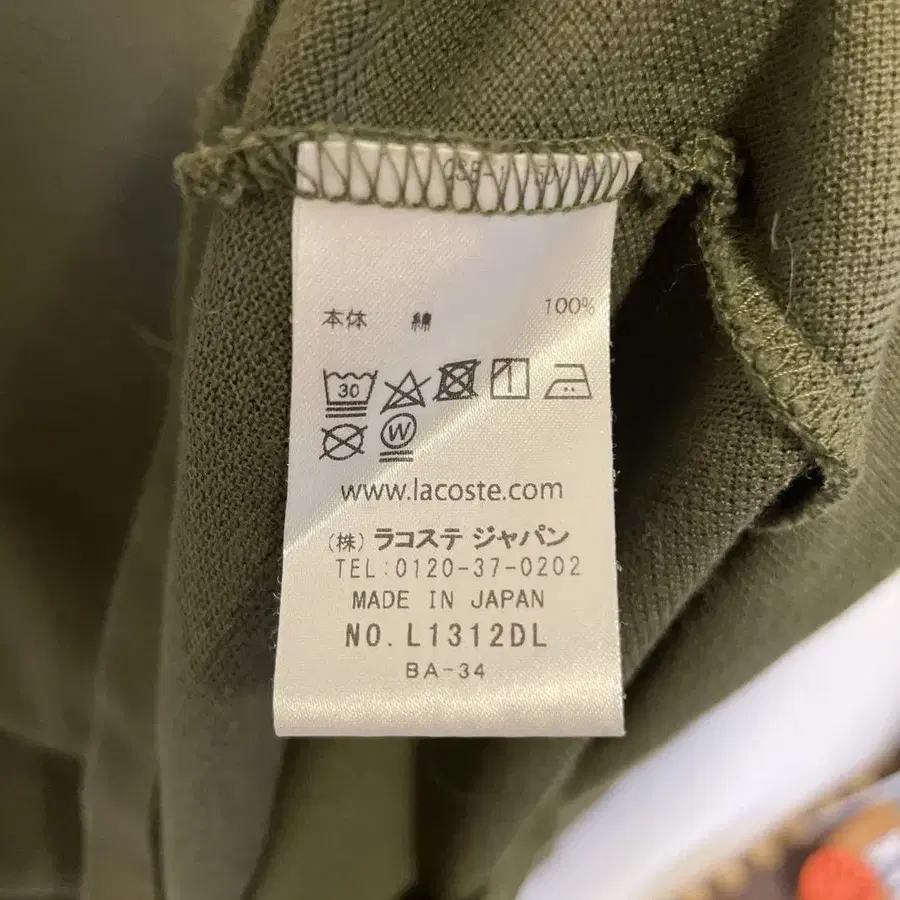 本体 綿 100%
30
W
www.lacoste.com
(株) ラコステ ジャパン
TEL:0120-37-0202
MADE IN JAPAN
NO. L1312DL
BA-34